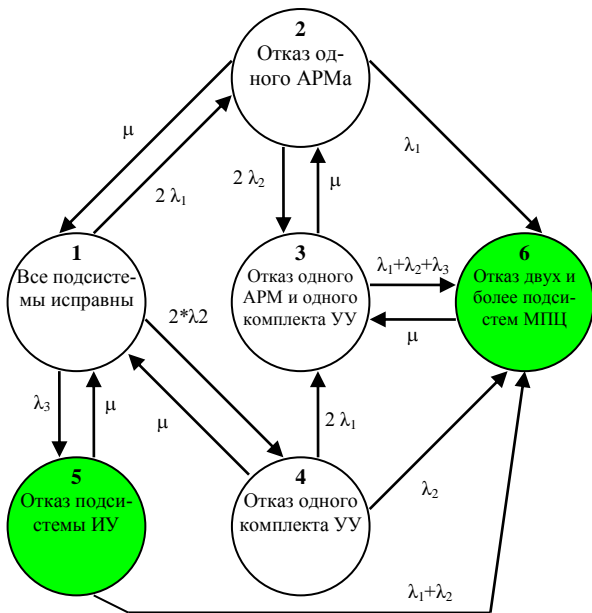 2
Отказ од-
ного АРМа
μ
λ₁
2 λ₁
2 λ₂
μ
1
Все подсисте-
мы исправны
3
Отказ одного
АРМ и одного
комплекта УУ
λ₁+λ₂+λ₃
μ
6
Отказ двух и
более подси-
стем МПЦ
2*λ2
λ₃
μ
μ
2 λ₁
λ₂
5
Отказ подси-
стемы ИУ
4
Отказ одного
комплекта УУ
λ₁+λ₂